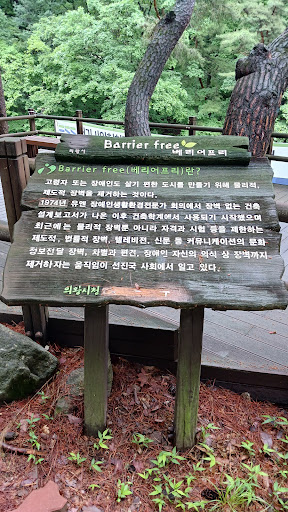 Barrier free
베리어프리
Barrier free(베리어프리)란?
고령자 또는 장애인도 살기 편한 도시를 만들기 위해 물리적,
제도적 장벽을 제거하는 것이다.
1974년 유엔 장애인생활환경전문가 회의에서 장벽 없는 건축
설계보고서가 나온 이후 건축학계에서 사용되기 시작했으며
최근에는 물리적 장벽뿐 아니라 자격과 시험 등을 제한하는
제도적, 법률적 장벽, 텔레비전, 신문 등 커뮤니케이션의 문화
정보전달 장벽, 차별과 편견, 장애인 자신의 의식 상 장벽까지
제거하자는 움직임이 선진국 사회에서 일고 있다.
의왕시청